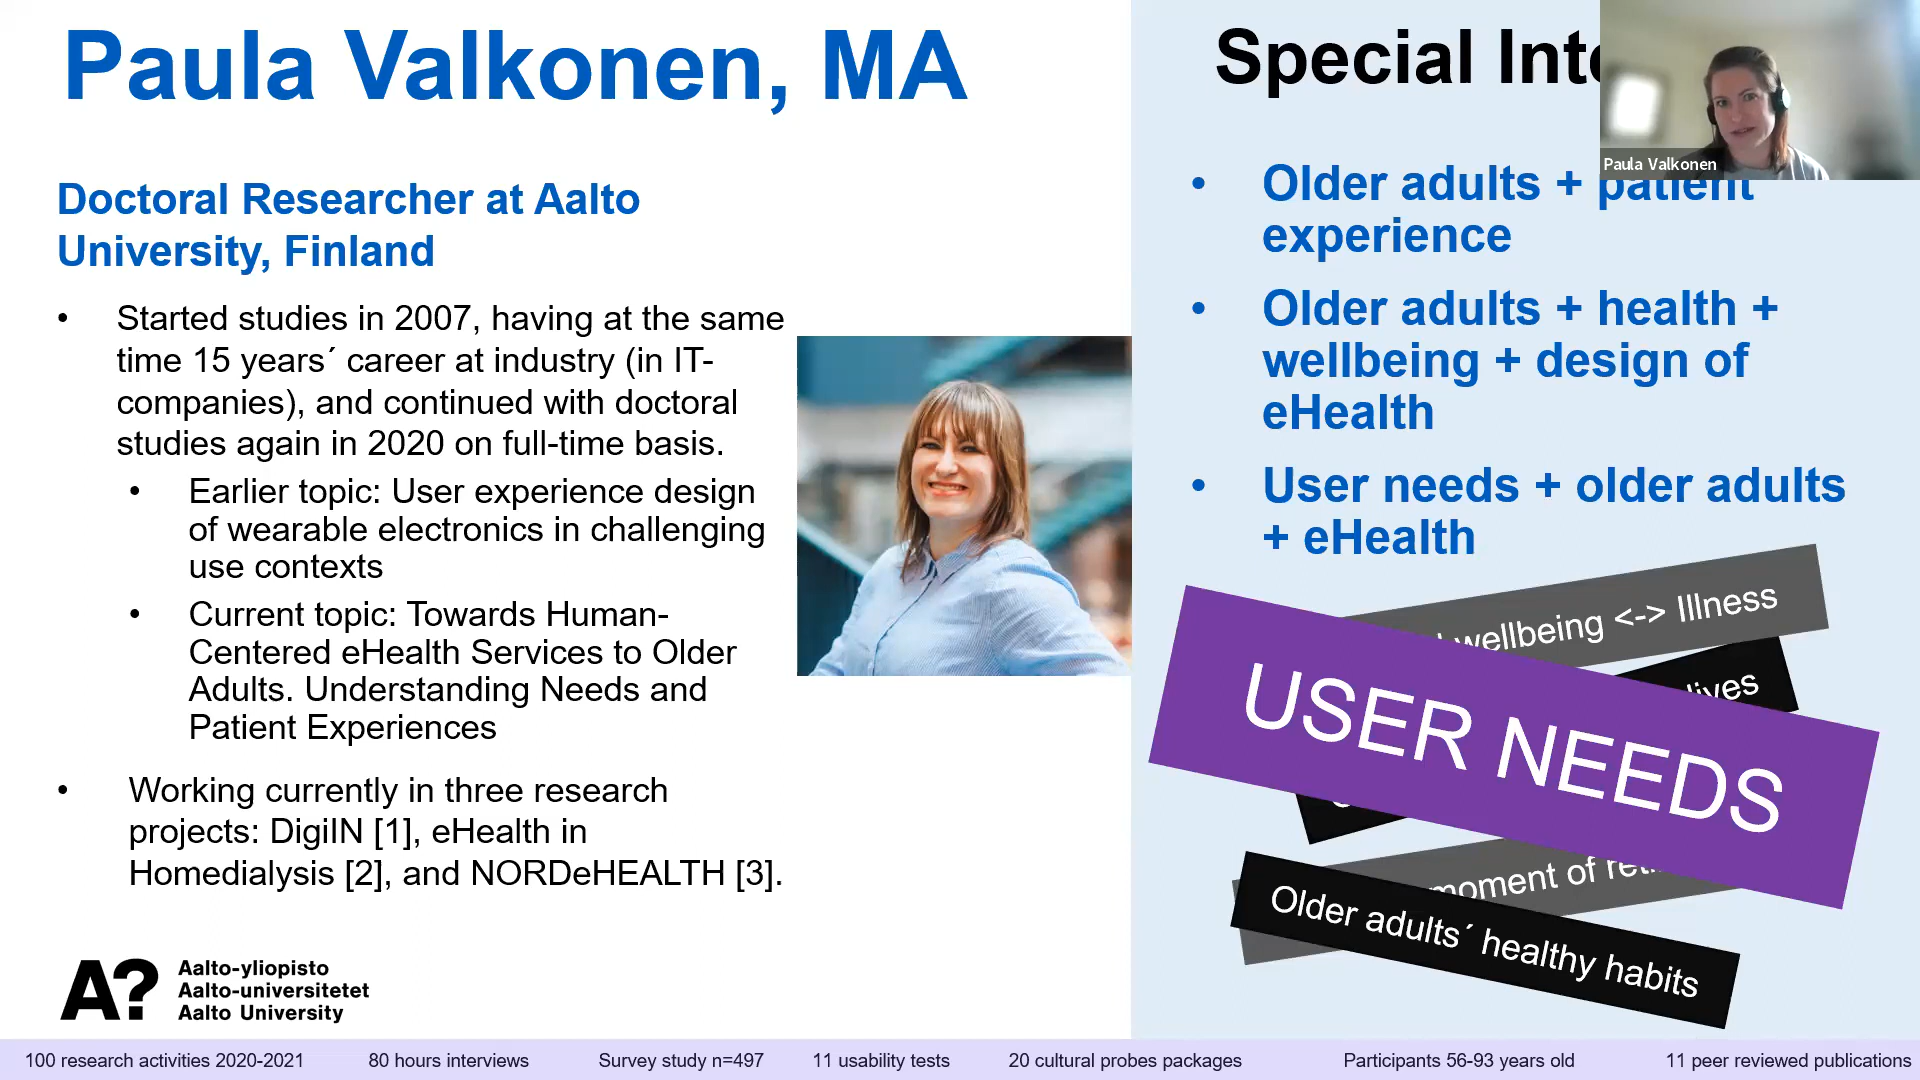 Paula Valkonen, MA
Doctoral Researcher at Aalto
University, Finland
• Started studies in 2007, having at the same
time 15 years´ career at industry (in IT-
companies), and continued with doctoral
studies again in 2020 on full-time basis.
• Earlier topic: User experience design
of wearable electronics in challenging
use contexts
• Current topic: Towards Human-
Centered eHealth Services to Older
Adults. Understanding Needs and
Patient Experiences
• Working currently in three research
projects: DigiIN [1], eHealth in
Homedialysis [2], and NORDeHEALTH [3].
A?
Aalto-yliopisto
Aalto-universitetet
Aalto University
Special
Paula Valkonen
• Older adults + patient
experience
• Older adults + health +
wellbeing + design of
eHealth
• User needs + older adults
+ eHealth
wellbeing <-> Illness
lives
USER NEEDS
moment of
Older adults´ healthy habits
100 research activities 2020-2021 80 hours interviews Survey study n=497 11 usability tests 20 cultural probes packages Participants 56-93 years old 11 peer reviewed publications